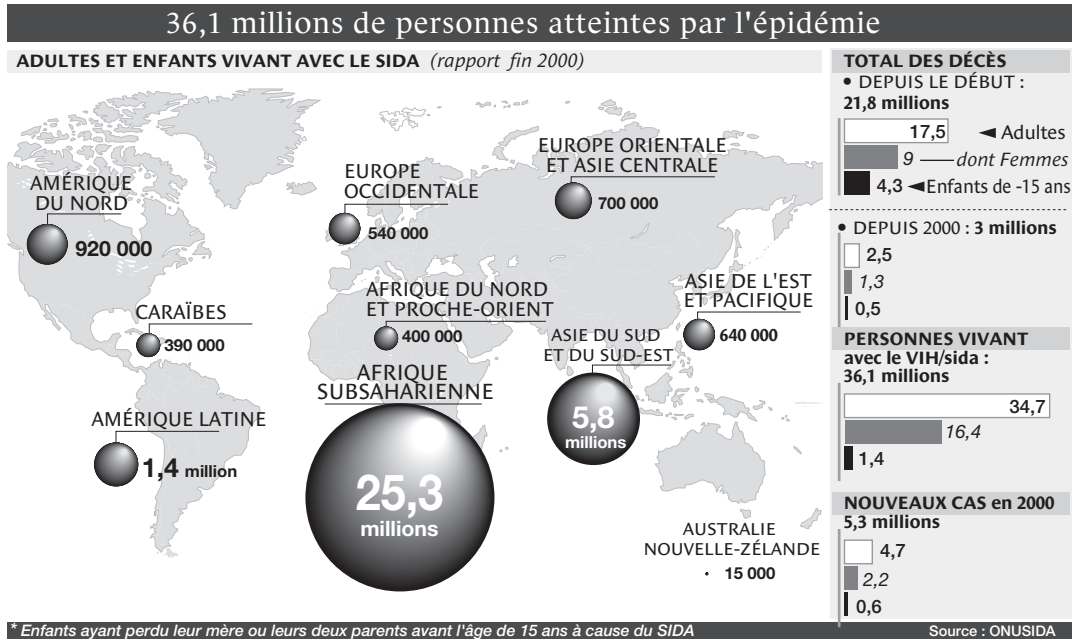 36,1 millions de personnes atteintes par l'épidémie
ADULTES ET ENFANTS VIVANT AVEC LE SIDA (rapport fin 2000)
AMÉRIQUE
DU NORD
920 000
EUROPE
OCCIDENTALE
540 000
EUROPE ORIENTALE
ET ASIE CENTRALE
700 000
CARAÏBES
390 000
AFRIQUE DU NORD
ET PROCHE-ORIENT
400 000
ASIE DE L'EST
ET PACIFIQUE
640 000
ASIE DU SUD
ET DU SUD-EST
5,8
millions
AFRIQUE
SUBSAHARIENNE
25,3
millions
AMÉRIQUE LATINE
1,4 million
AUSTRALIE
NOUVELLE-ZÉLANDE
15 000
TOTAL DES DÉCÈS
• DEPUIS LE DÉBUT :
21,8 millions
17,5 ◄ Adultes
9 dont Femmes
4,3 ◄ Enfants de -15 ans
• DEPUIS 2000 : 3 millions
2,5
1,3
0,5
PERSONNES VIVANT
avec le VIH/sida :
36,1 millions
34,7
16,4
1,4
NOUVEAUX CAS en 2000
5,3 millions
4,7
2,2
0,6
* Enfants ayant perdu leur mère ou leurs deux parents avant l'âge de 15 ans à cause du SIDA
Source : ONUSIDA